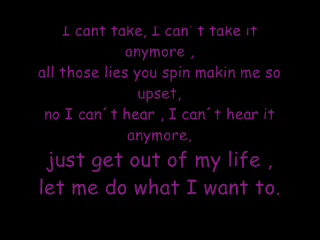 I cant take, I can´t take it
anymore ,
all those lies you spin makin me so
upset,
no I can´t hear , I can´t hear it
anymore,
just get out of my life ,
let me do what I want to.